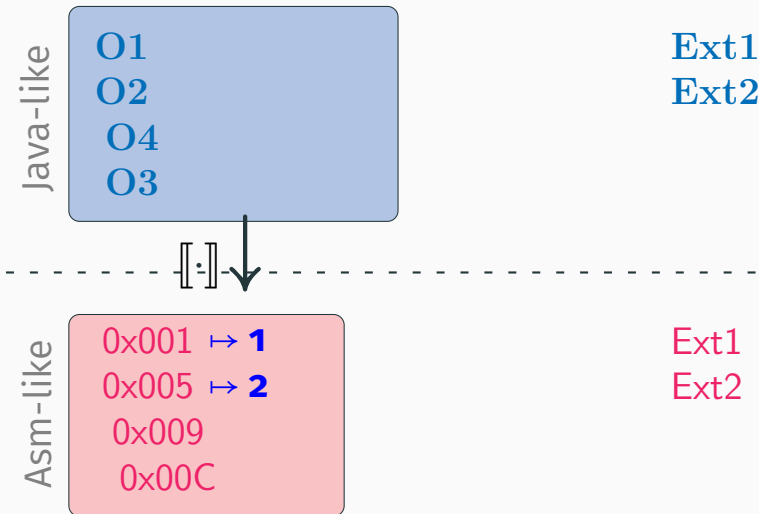 Java-like
O1 Ext1
O2 Ext2
O4
O3
⟦·⟧
Asm-like
0x001 ↦ 1 Ext1
0x005 ↦ 2 Ext2
0x009
0x00C